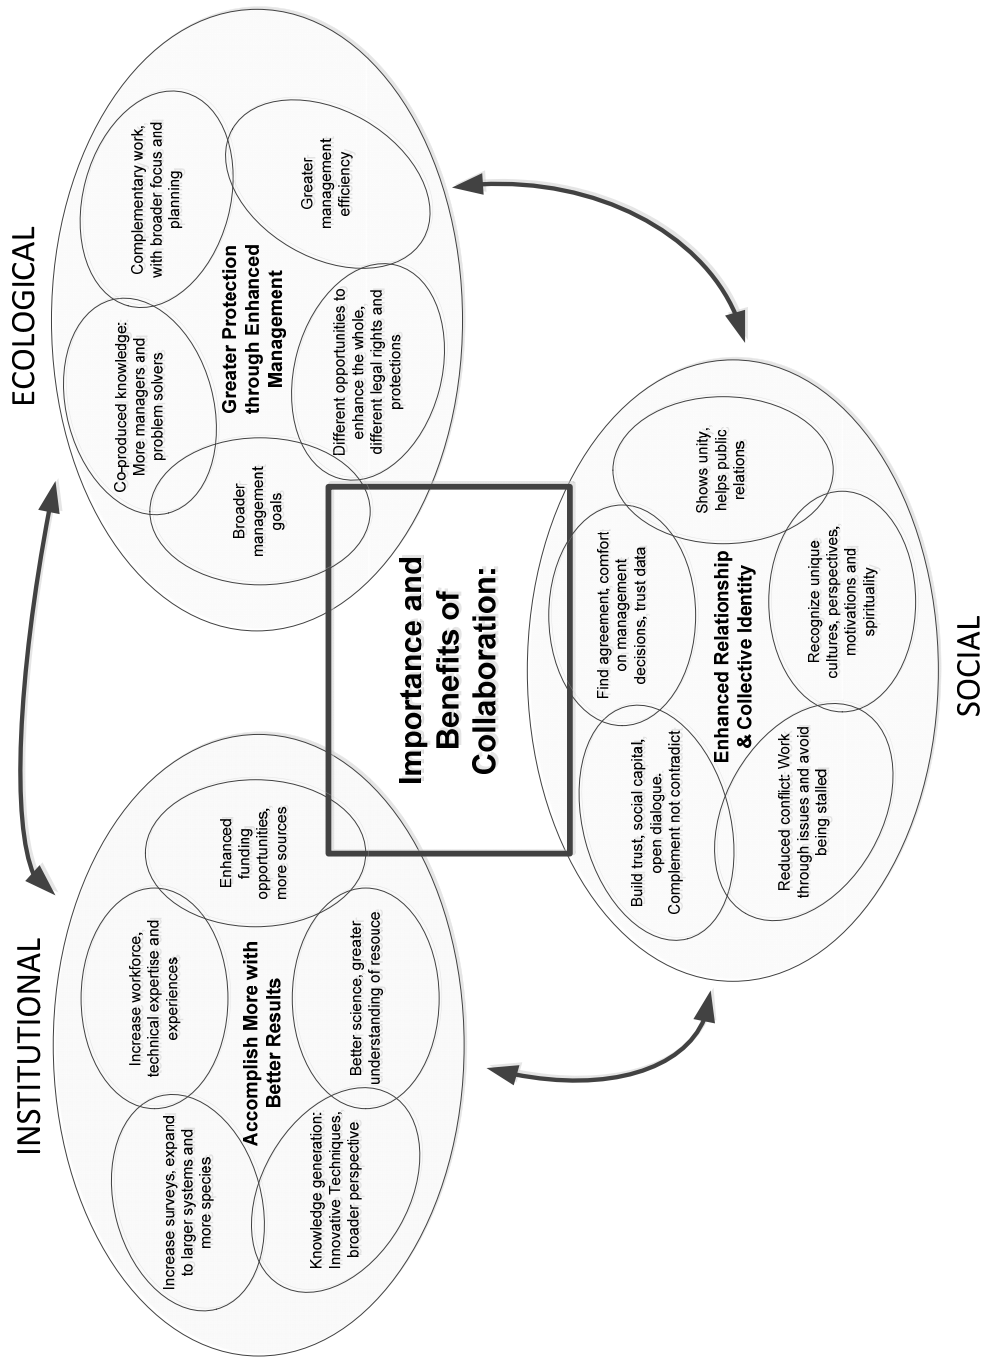 INSTITUTIONAL
ECOLOGICAL
Increase workforce,
technical expertise and
experiences
Enhanced
funding
opportunities,
more sources
Increase surveys, expand
to larger systems and
more species
Accomplish More with
Better Results
Knowledge generation:
Innovative Techniques,
broader perspective
Better science, greater
understanding of resouce
Co-produced knowledge:
More managers and
problem solvers
Complementary work,
with broader focus and
planning
Broader
management
goals
Greater Protection
through Enhanced
Management
Greater
management
efficiency
Different opportunities to
enhance the whole,
different legal rights and
protections
Importance and
Benefits of
Collaboration:
Build trust, social capital,
open dialogue.
Complement not contradict
Find agreement, comfort
on management
decisions, trust data
Shows unity,
helps public
relations
Enhanced Relationship
& Collective Identity
Reduced conflict: Work
through issues and avoid
being stalled
Recognize unique
cultures, perspectives,
motivations and
spirituality
SOCIAL